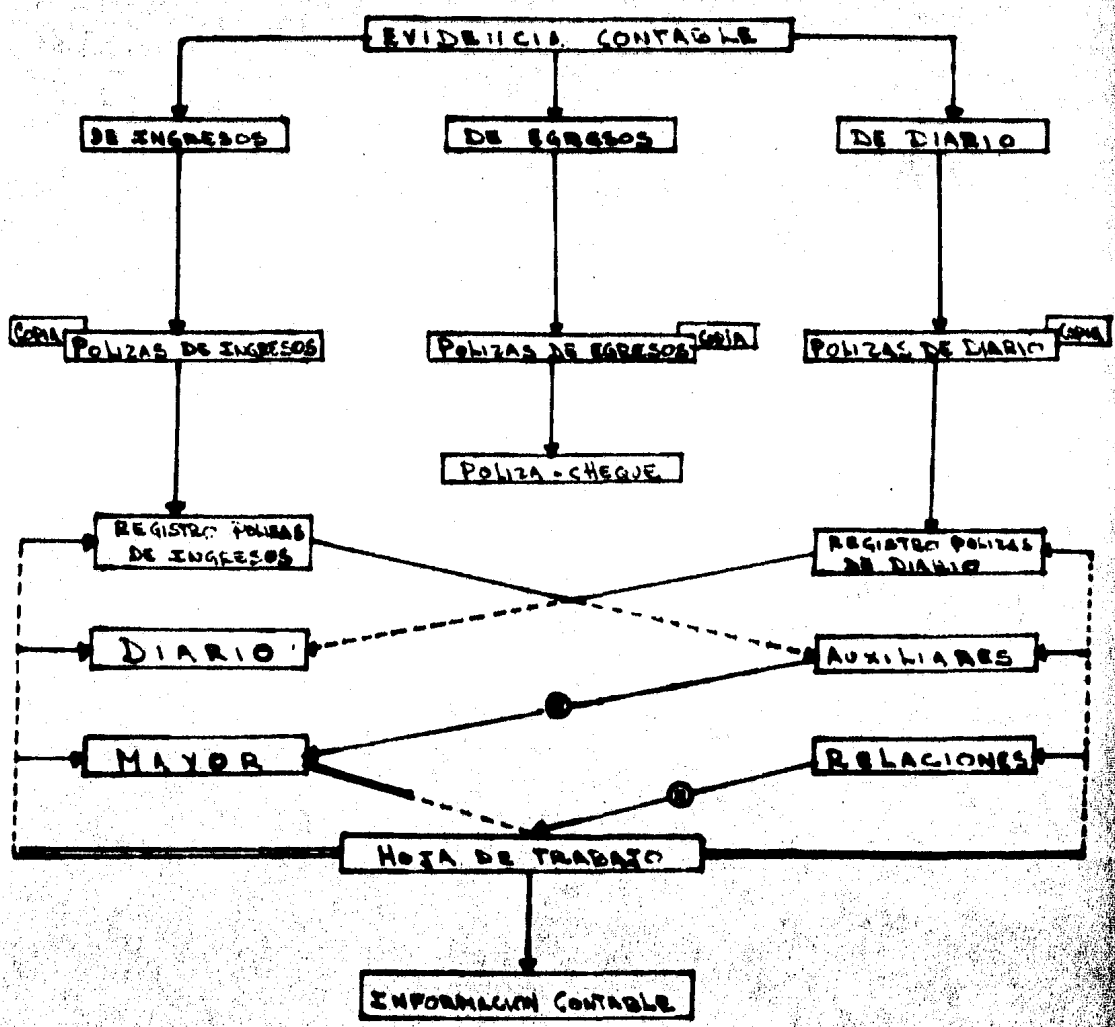 EVIDENCIA CONTABLE
DE INGRESOS
DE EGRESOS
DE DIARIO
COPIA
POLIZAS DE INGRESOS
POLIZAS DE EGRESOS
COPIA
POLIZAS DE DIARIO
COPIA
POLIZA - CHEQUE
REGISTRO POLIZAS
DE INGRESOS
REGISTRO POLIZAS
DE DIARIO
DIARIO
AUXILIARES
MAYOR
RELACIONES
HOJA DE TRABAJO
INFORMACION CONTABLE